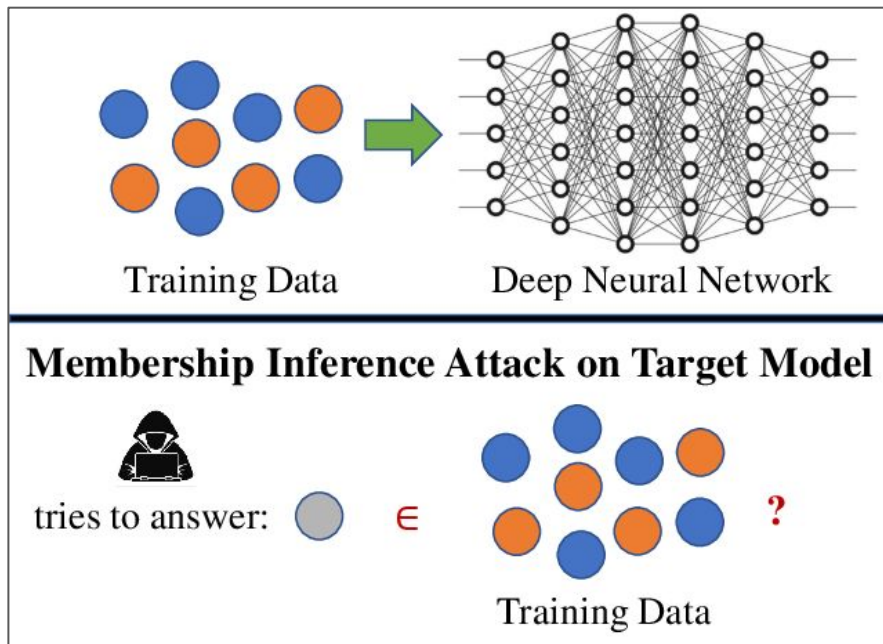 Training Data
Deep Neural Network
Membership Inference Attack on Target Model
tries to answer: ∈ ?
Training Data